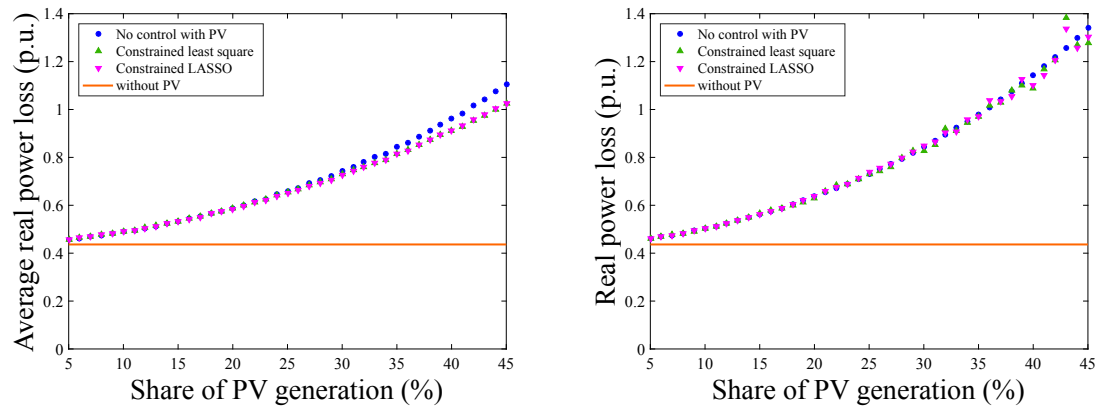 Average real power loss (p.u.)
1.4
1.2
1
0.8
0.6
0.4
0.2
0
No control with PV
Constrained least square
Constrained LASSO
without PV
5 10 15 20 25 30 35 40 45
Share of PV generation (%)
Real power loss (p.u.)
1.4
1.2
1
0.8
0.6
0.4
0.2
0
No control with PV
Constrained least square
Constrained LASSO
without PV
5 10 15 20 25 30 35 40 45
Share of PV generation (%)